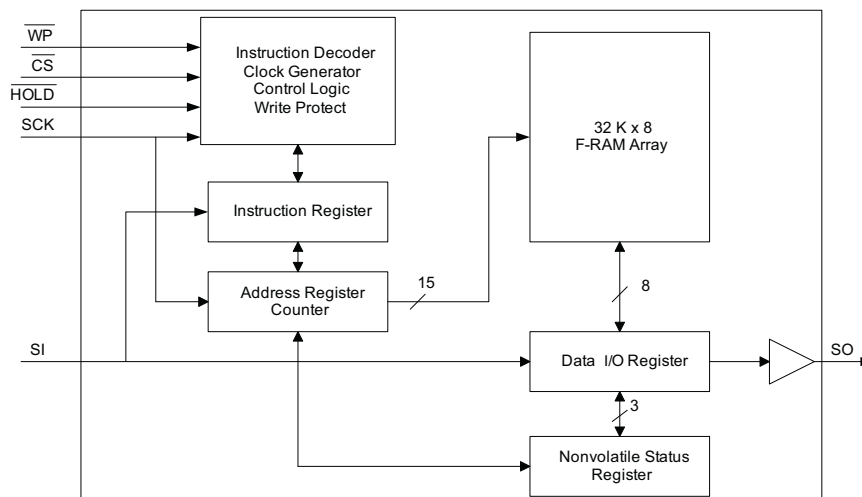 WP
CS
HOLD
SCK
Instruction Decoder
Clock Generator
Control Logic
Write Protect
32 K x 8
F-RAM Array
Instruction Register
Address Register
Counter
15
8
SI
Data I/O Register
SO
3
Nonvolatile Status
Register